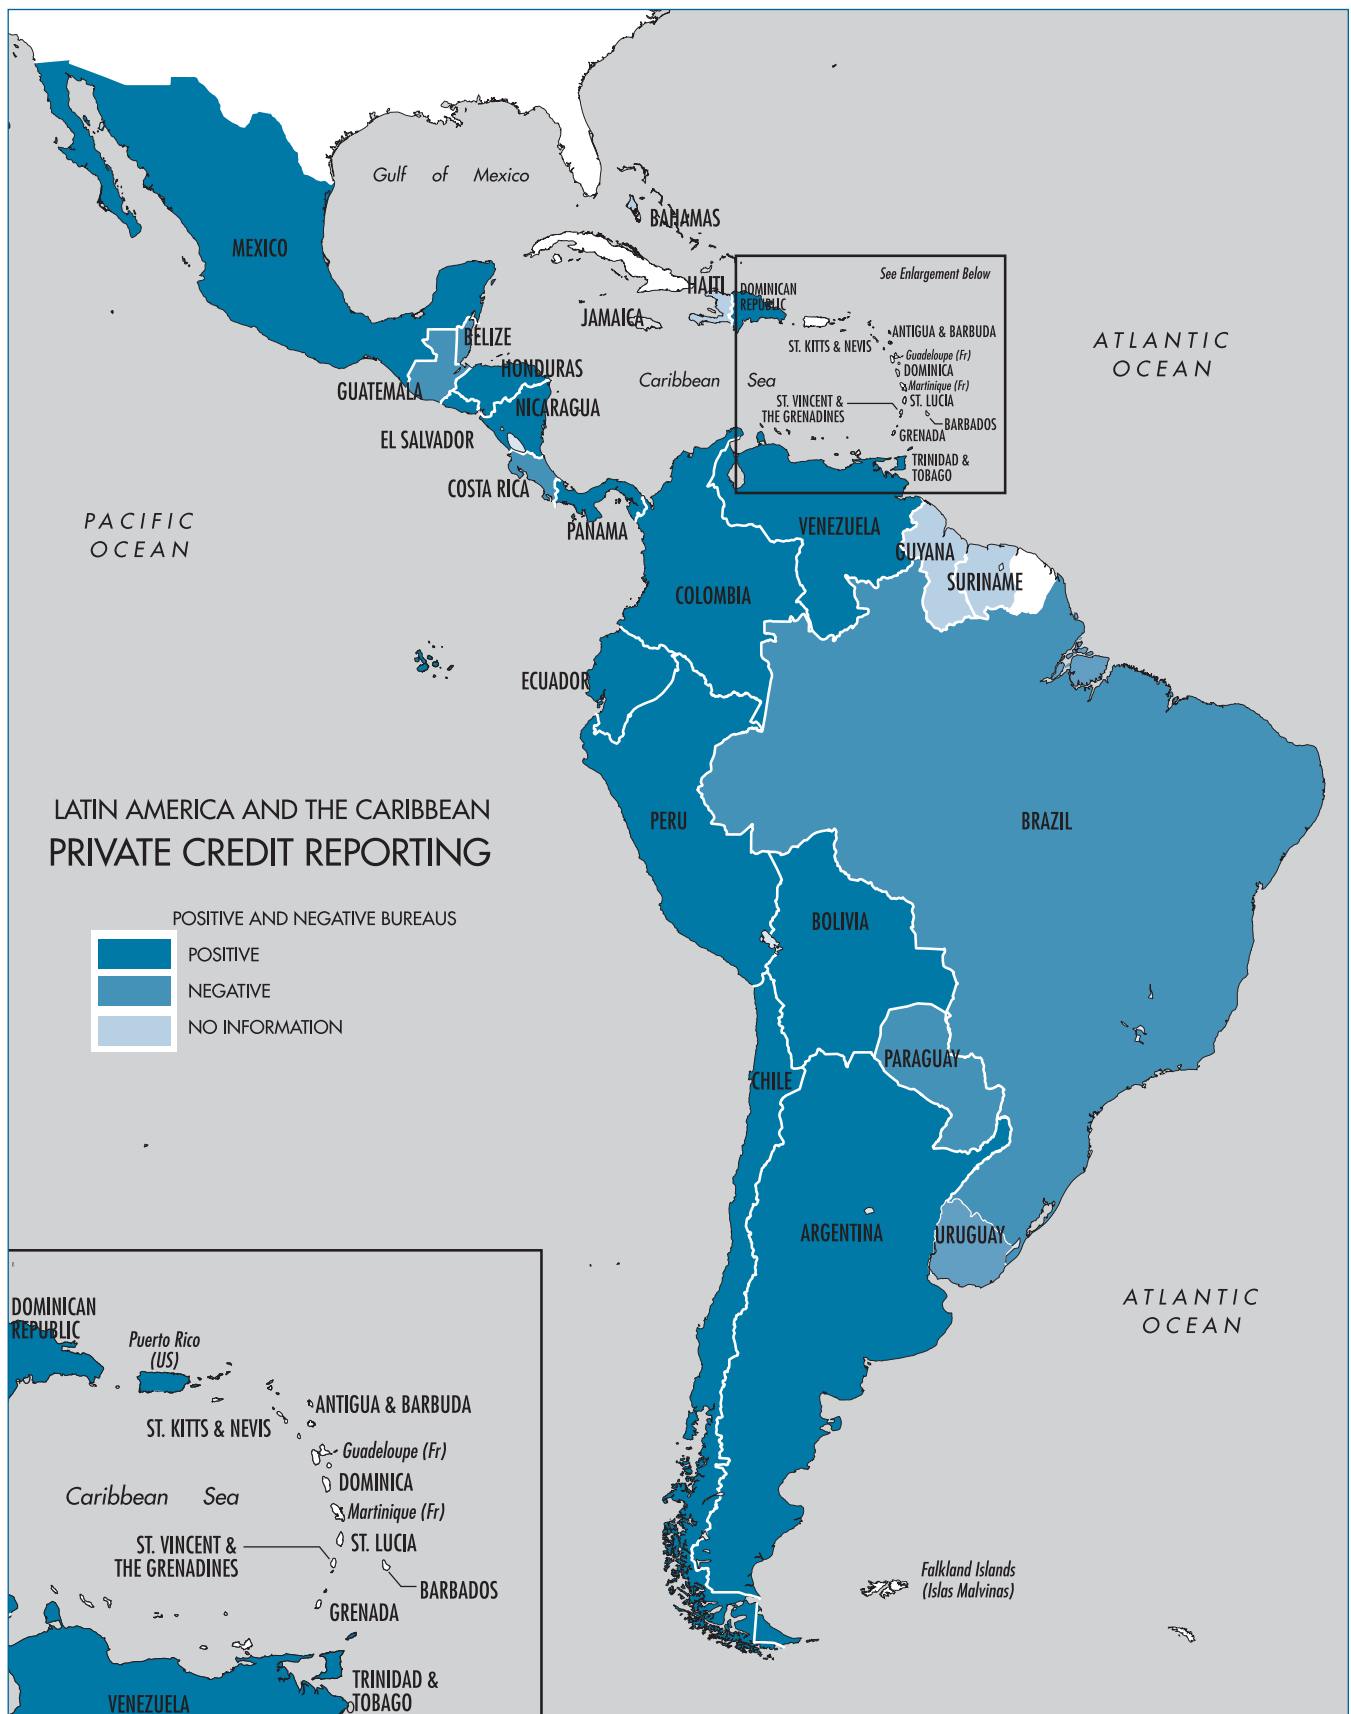 Gulf of Mexico
BAHAMAS
MEXICO
See Enlargement Below
HAITI
DOMINICAN
REPUBLIC
JAMAICA
BELIZE
ANTIGUA & BARBUDA
ST. KITTS & NEVIS
Guadeloupe (Fr)
ATLANTIC
OCEAN
HONDURAS
DOMINICA
Caribbean Sea
Martinique (Fr)
GUATEMALA
NICARAGUA
ST. VINCENT &
THE GRENADINES
ST. LUCIA
BARBADOS
EL SALVADOR
GRENADA
TRINIDAD &
TOBAGO
COSTA RICA
PACIFIC
OCEAN
PANAMA
VENEZUELA
GUYANA
SURINAME
COLOMBIA
ECUADOR
LATIN AMERICA AND THE CARIBBEAN
PRIVATE CREDIT REPORTING
PERU
BRAZIL
POSITIVE AND NEGATIVE BUREAUS
POSITIVE
NEGATIVE
NO INFORMATION
BOLIVIA
PARAGUAY
CHILE
ARGENTINA
URUGUAY
ATLANTIC
OCEAN
DOMINICAN
REPUBLIC
Puerto Rico
(US)
ANTIGUA & BARBUDA
ST. KITTS & NEVIS
Guadeloupe (Fr)
DOMINICA
Caribbean Sea
Martinique (Fr)
ST. VINCENT &
THE GRENADINES
ST. LUCIA
BARBADOS
GRENADA
Falkland Islands
(Islas Malvinas)
TRINIDAD &
TOBAGO
VENEZUELA